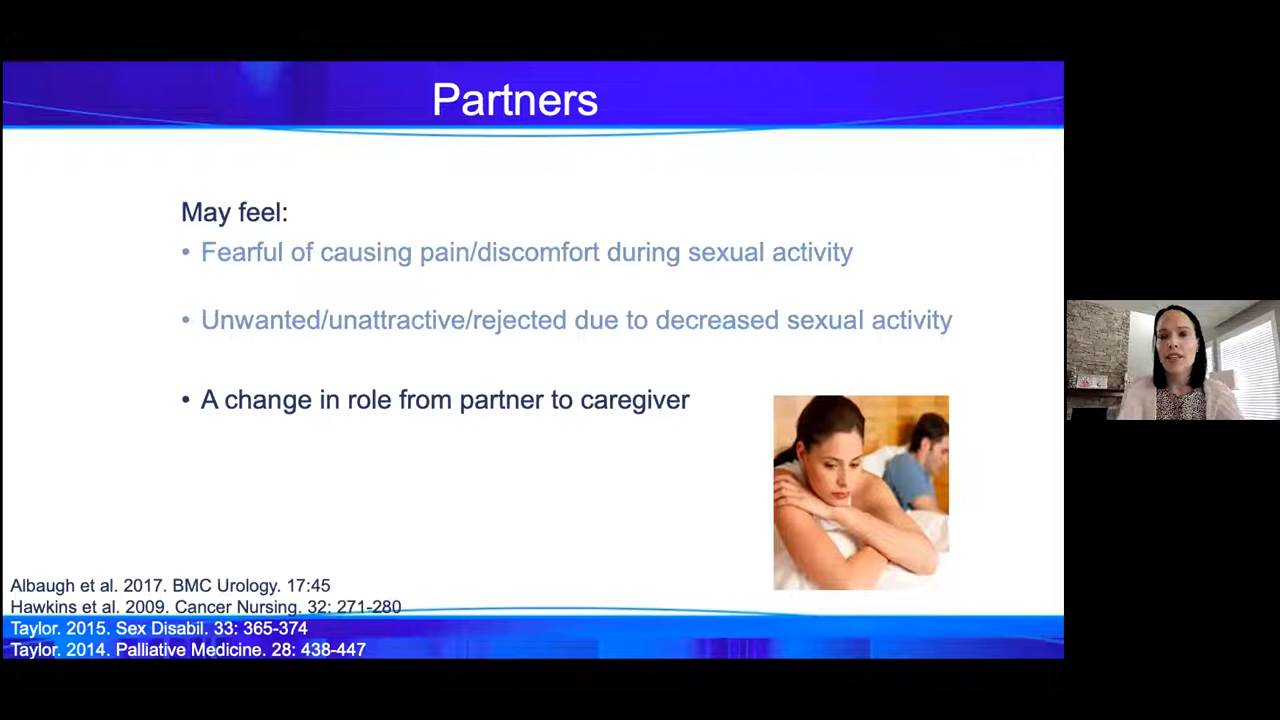 Partners
May feel:
• Fearful of causing pain/discomfort during sexual activity
• Unwanted/unattractive/rejected due to decreased sexual activity
• A change in role from partner to caregiver
Albaugh et al. 2017. BMC Urology. 17:45
Hawkins et al. 2009. Cancer Nursing. 32: 271-280
Taylor. 2015. Sex Disabil. 33: 365-374
Taylor. 2014. Palliative Medicine. 28: 438-447